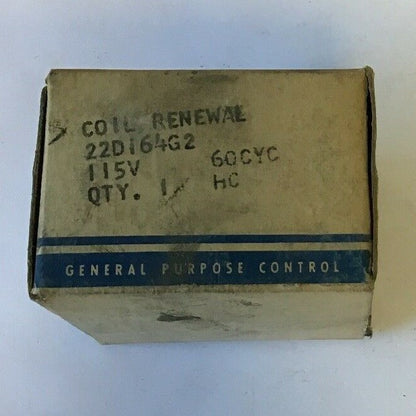 COIL RENEWAL
22D164G2
115V 60CYC
QTY. 1 HC
GENERAL PURPOSE CONTROL